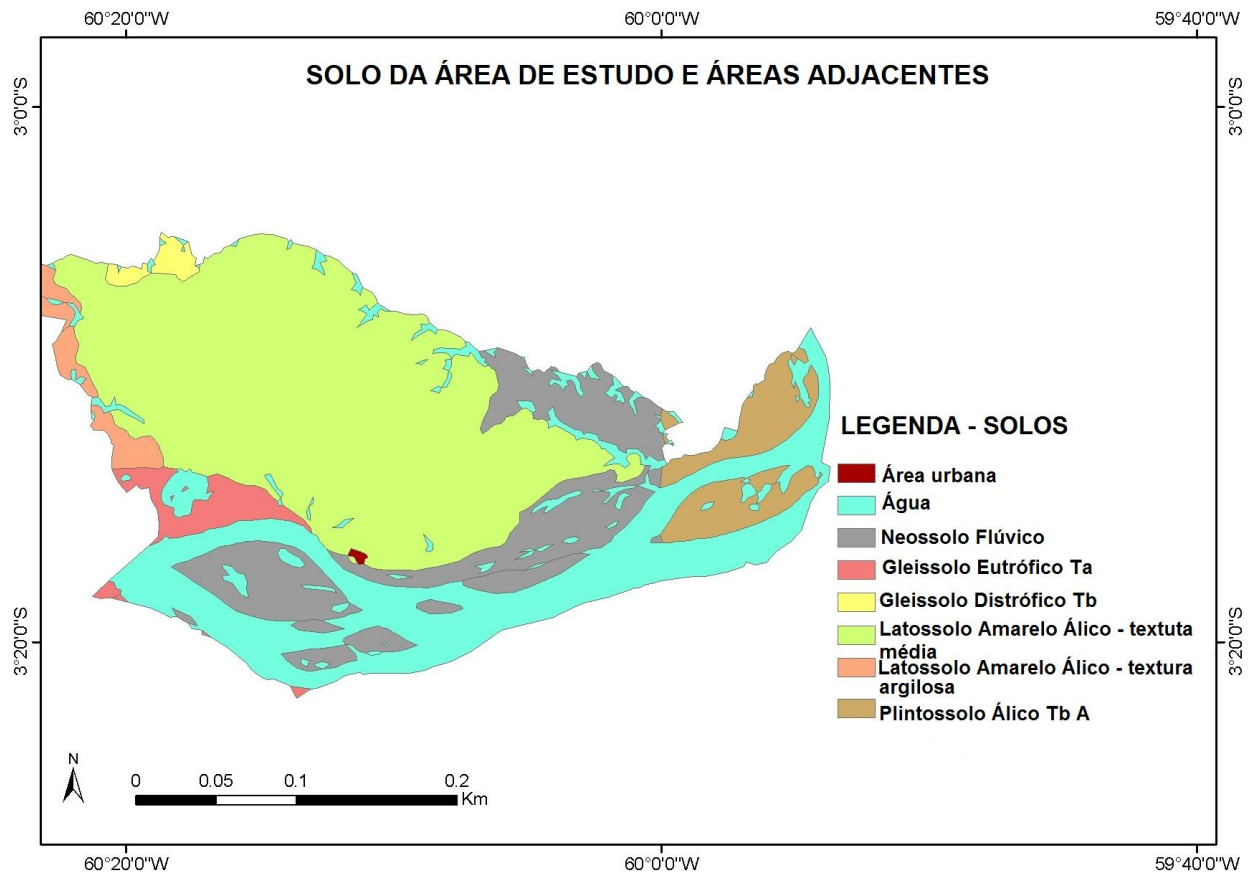 60°20'0"W 60°0'0"W 59°40'0"W
SOLO DA ÁREA DE ESTUDO E ÁREAS ADJACENTES
3°0'0"S 3°0'0"S
LEGENDA - SOLOS
Área urbana
Água
Neossolo Flúvico
Gleissolo Eutrófico Ta
Gleissolo Distrófico Tb
Latossolo Amarelo Álico - textuta
média
Latossolo Amarelo Álico - textura
argilosa
Plintossolo Álico Tb A
3°20'0"S 3°20'0"S
N
0 0.05 0.1 0.2
Km
60°20'0"W 60°0'0"W 59°40'0"W